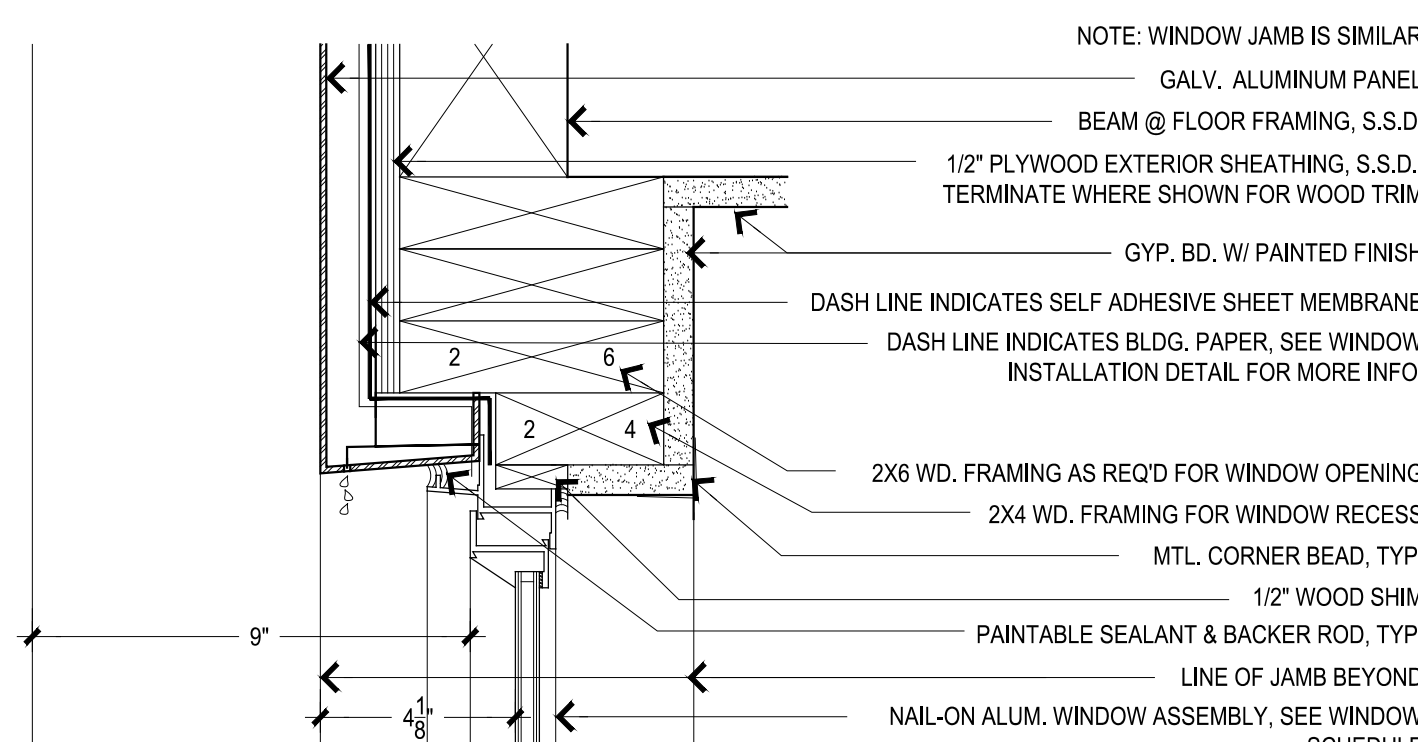 NOTE: WINDOW JAMB IS SIMILAR
GALV. ALUMINUM PANEL
BEAM @ FLOOR FRAMING, S.S.D
1/2" PLYWOOD EXTERIOR SHEATHING, S.S.D.
TERMINATE WHERE SHOWN FOR WOOD TRIM
GYP. BD. W/ PAINTED FINISH
DASH LINE INDICATES SELF ADHESIVE SHEET MEMBRANE
DASH LINE INDICATES BLDG. PAPER, SEE WINDOW
INSTALLATION DETAIL FOR MORE INFO
2 6
2 4
2X6 WD. FRAMING AS REQ'D FOR WINDOW OPENING
2X4 WD. FRAMING FOR WINDOW RECESS
MTL. CORNER BEAD, TYP
1/2" WOOD SHIM
9"
PAINTABLE SEALANT & BACKER ROD, TYP
LINE OF JAMB BEYOND
4 1/8"
NAIL-ON ALUM. WINDOW ASSEMBLY, SEE WINDOW
SCHEDULE